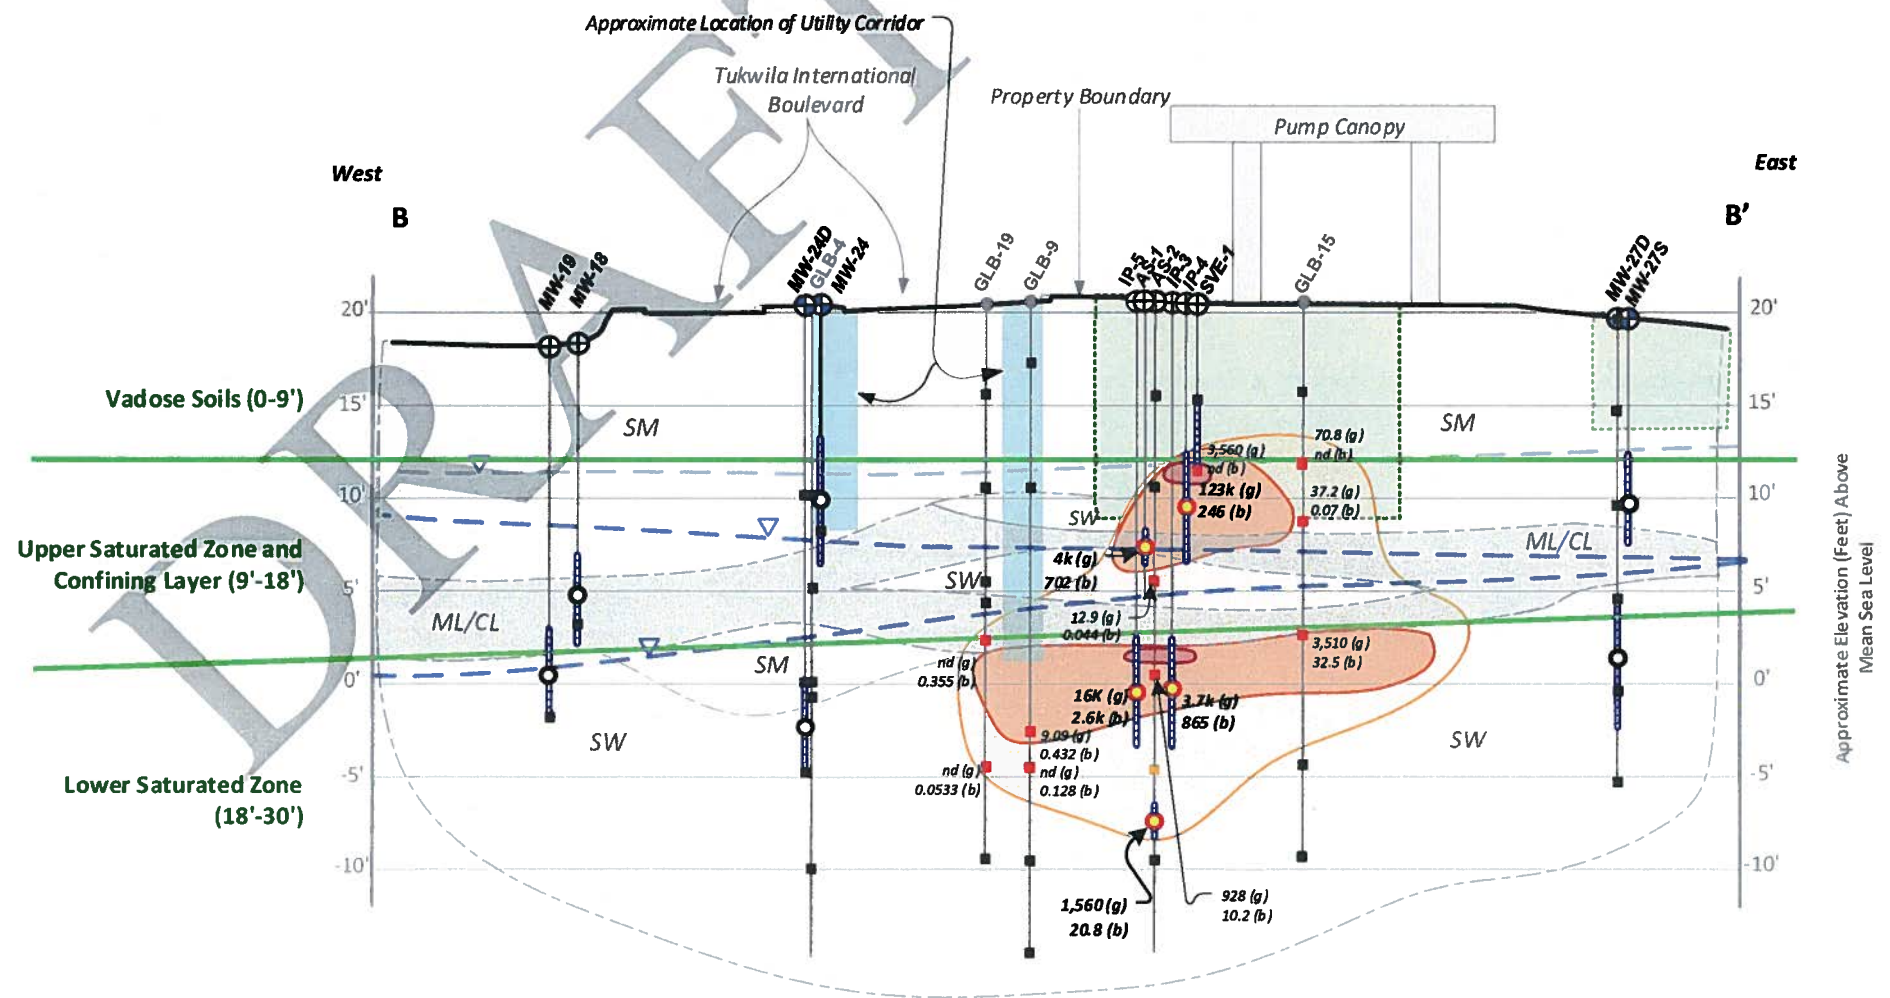 DRAFT
Approximate Location of Utility Corridor
Tukwila International
Boulevard
Property Boundary
Pump Canopy
West
East
B
B’
MW-19
MW-18
MW-24D
GLB-4
MW-24
GLB-19
GLB-9
IP-5
AS-1
AS-2
IP-3
IP-4
SVE-1
GLB-15
MW-27D
MW-27S
20'
20'
Vadose Soils (0-9')
15'
15'
SM
SM
70.8 (g)
nd (b)
3,560 (g)
nd (b)
123k (g)
246 (b)
37.2 (g)
0.07 (b)
10'
10'
SW
ML/CL
Upper Saturated Zone and
Confining Layer (9'-18')
4k (g)
702 (b)
SW
5'
5'
12.9 (g)
0.044 (b)
ML/CL
3,510 (g)
32.5 (b)
SM
nd (g)
0.355 (b)
0'
0'
16K (g)
2.6k (b)
3.7k (g)
865 (b)
SW
SW
9.09 (g)
0.432 (b)
nd (g)
0.0533 (b)
nd (g)
0.128 (b)
-5'
-5'
Lower Saturated Zone
(18'-30')
-10'
-10'
1,560 (g)
20.8 (b)
928 (g)
10.2 (b)
Approximate Elevation (Feet) Above
Mean Sea Level